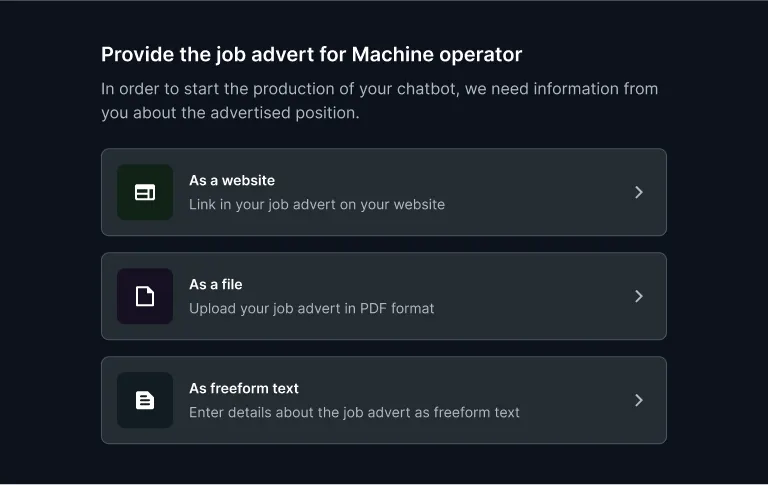 Provide the job advert for Machine operator
In order to start the production of your chatbot, we need information from
you about the advertised position.
As a website
Link in your job advert on your website
As a file
Upload your job advert in PDF format
As freeform text
Enter details about the job advert as freeform text